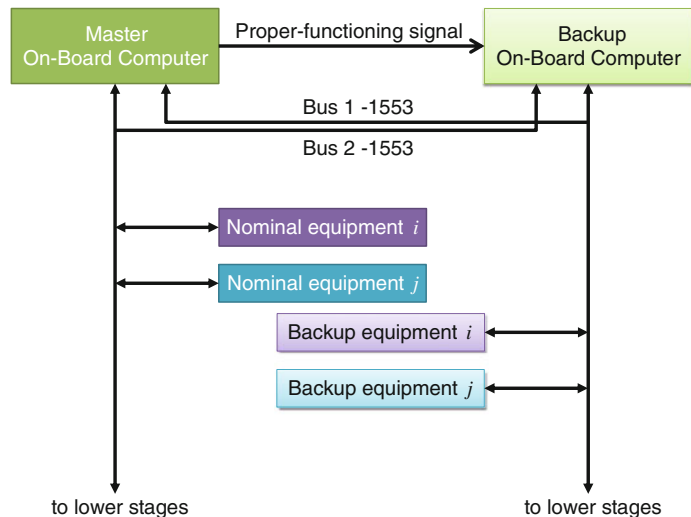 Master
On-Board Computer
Proper-functioning signal
Backup
On-Board Computer
Bus 1 -1553
Bus 2 -1553
Nominal equipment i
Nominal equipment j
Backup equipment i
Backup equipment j
to lower stages
to lower stages